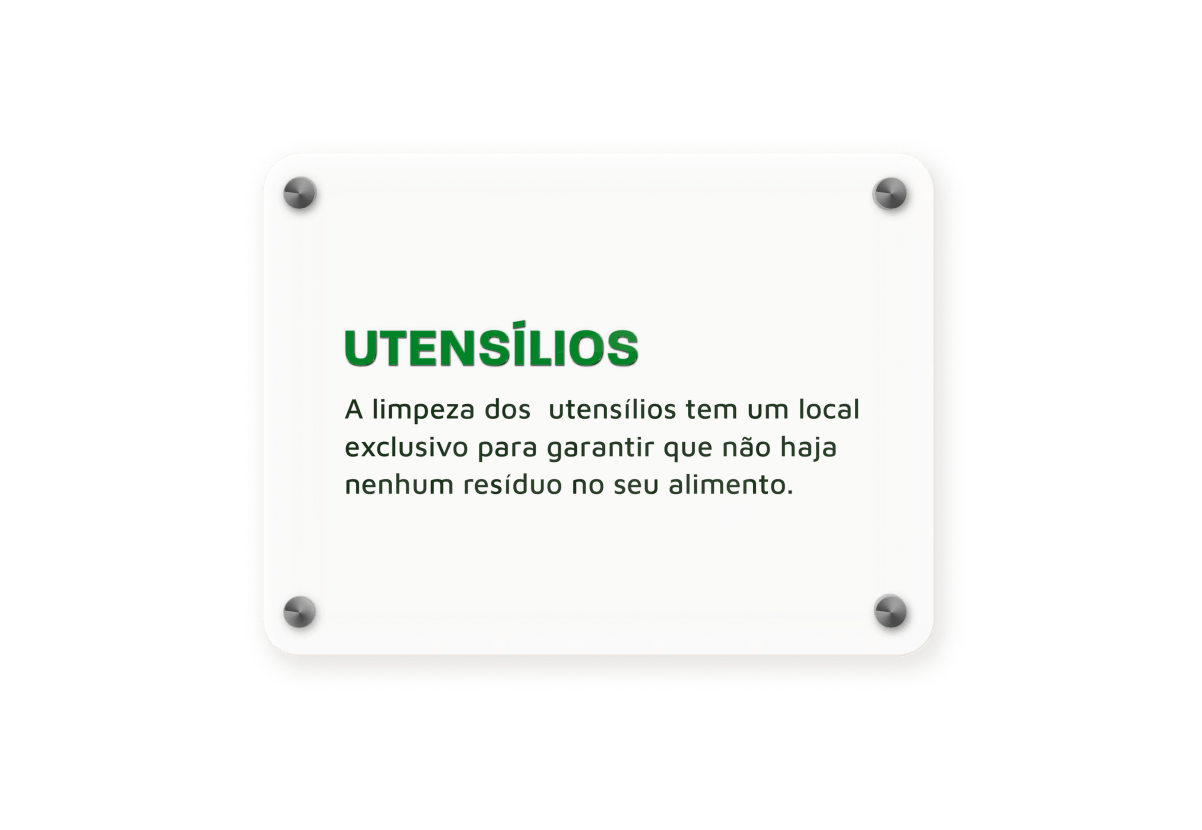 UTENSÍLIOS
A limpeza dos  utensílios tem um local
exclusivo para garantir que não haja
nenhum resíduo no seu alimento.